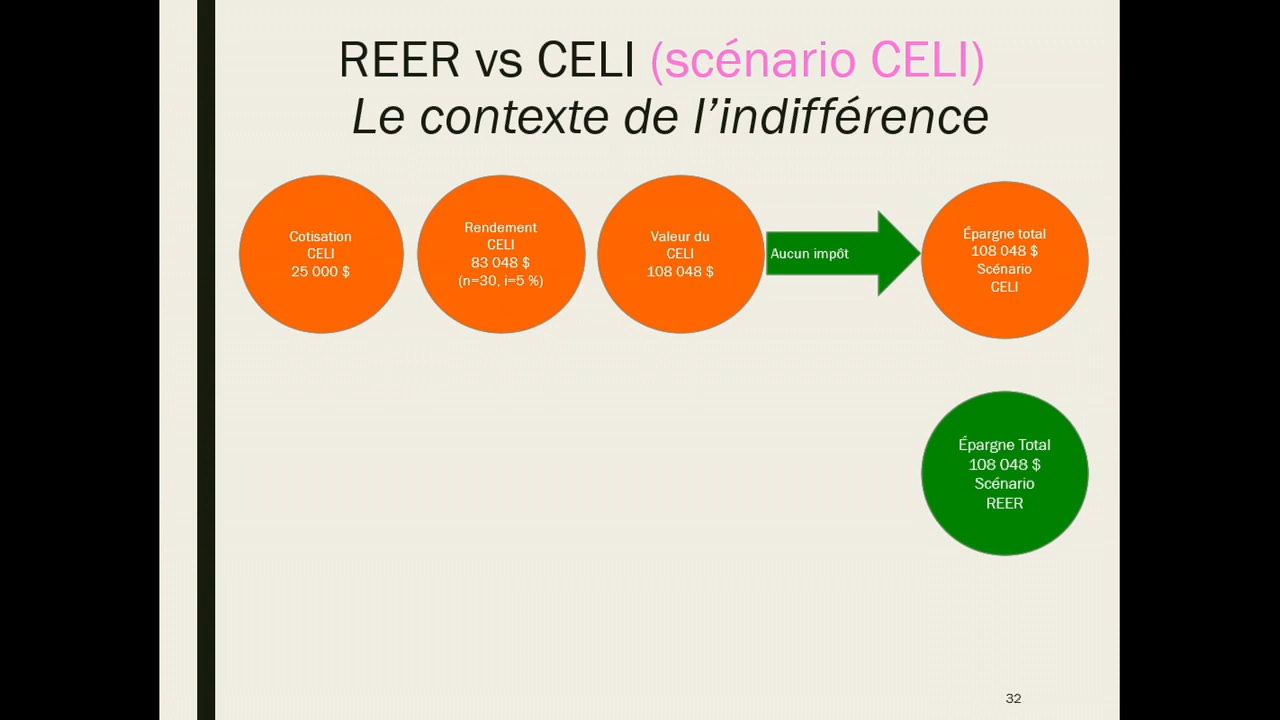 REER vs CELI (scénario CELI)
Le contexte de l’indifférence
Cotisation
CELI
25 000 $
Rendement
CELI
83 048 $
(n=30, i=5 %)
Valeur du
CELI
108 048 $
Aucun impôt
Épargne total
108 048 $
Scénario
CELI
Épargne Total
108 048 $
Scénario
REER
32